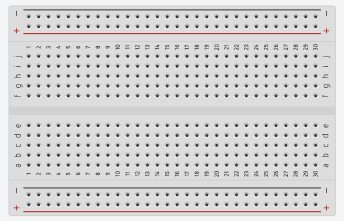 − −
+ +
1 2 3 4 5 6 7 8 9 10 11 12 13 14 15 16 17 18 19 20 21 22 23 24 25 26 27 28 29 30
j j
i i
h h
g g
f f
e e
d d
c c
b b
a a
1 2 3 4 5 6 7 8 9 10 11 12 13 14 15 16 17 18 19 20 21 22 23 24 25 26 27 28 29 30
− −
+ +